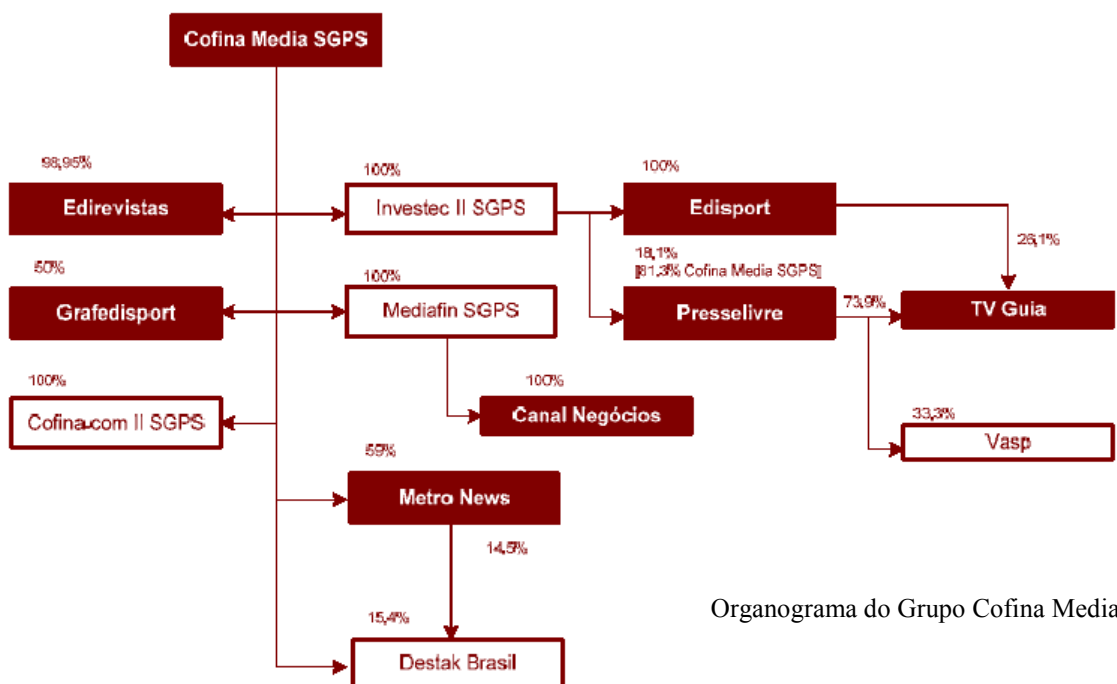 Cofina Media SGPS
98,95%
Edirevistas
100%
Investec II SGPS
100%
Edisport
26,1%
50%
Grafedisport
100%
Mediafin SGPS
18,1%
[81,3% Cofina Media SGPS]
Presselivre
73,9%
TV Guia
100%
Cofina.com II SGPS
100%
Canal Negócios
33,3%
Vasp
59%
Metro News
14,5%
15,4%
Destak Brasil
Organograma do Grupo Cofina Media